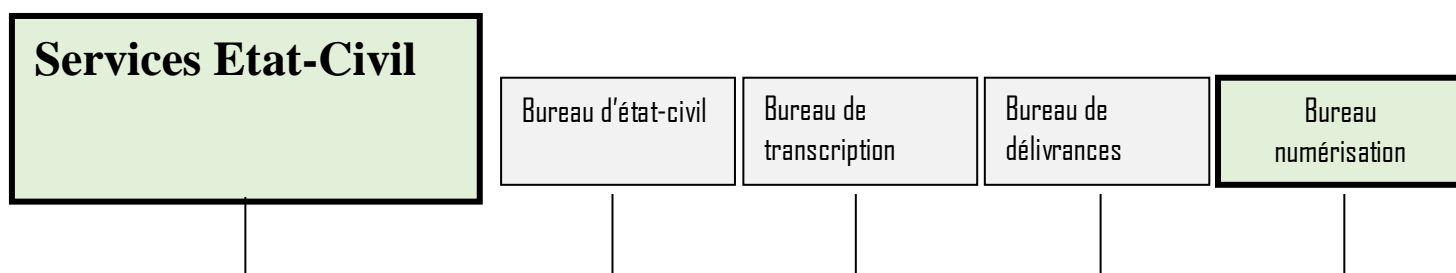 Services Etat-Civil
Bureau d'état-civil
Bureau de
transcription
Bureau de
délivrances
Bureau
numérisation